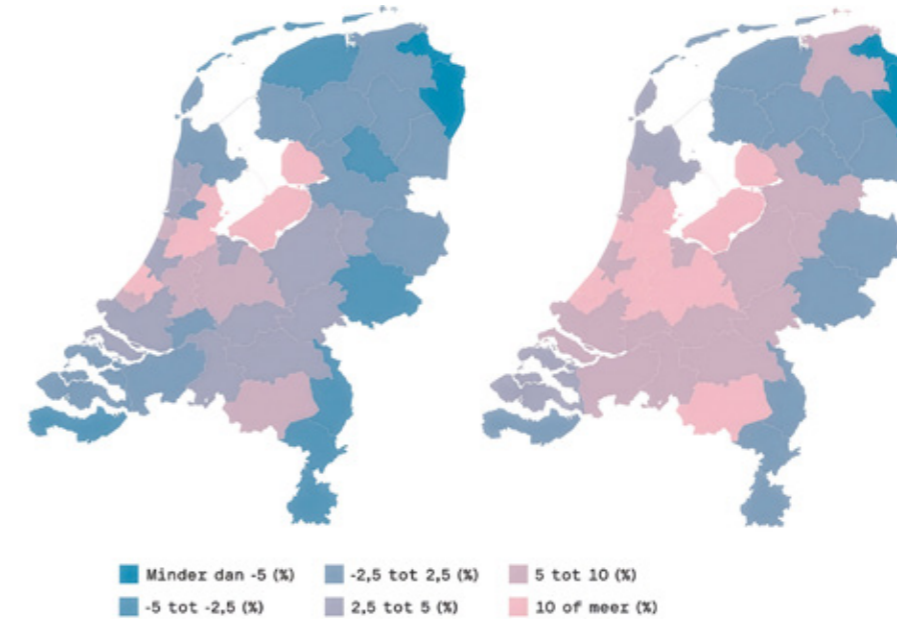 Minder dan -5 (%)
-2,5 tot 2,5 (%)
5 tot 10 (%)
-5 tot -2,5 (%)
2,5 tot 5 (%)
10 of meer (%)